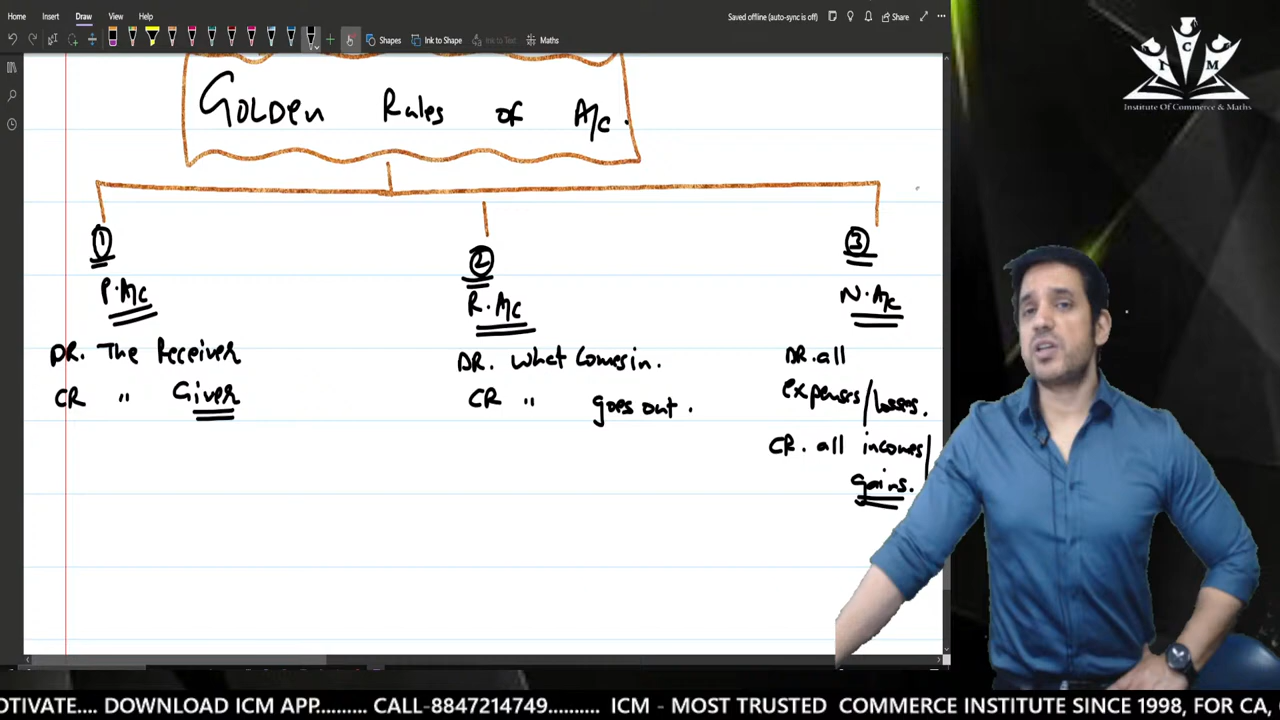 Home Insert Draw View Help
Saved offline (auto-sync is off)
Share
Shapes
Ink to Shape
Ink to Text
Maths
GOLDEN Rules of A/c.
① ② ③
P.A/c R.A/c N.A/c
DR. The Receiver
CR " Giver
DR. what comes in.
CR " goes out.
DR. all
expenses/losses.
CR. all incomes/
gains.
I C M
Institute Of Commerce & Maths
OTIVATE.... DOWNLOAD ICM APP......... CALL-8847214749.......... ICM - MOST TRUSTED COMMERCE INSTITUTE SINCE 1998, FOR CA,